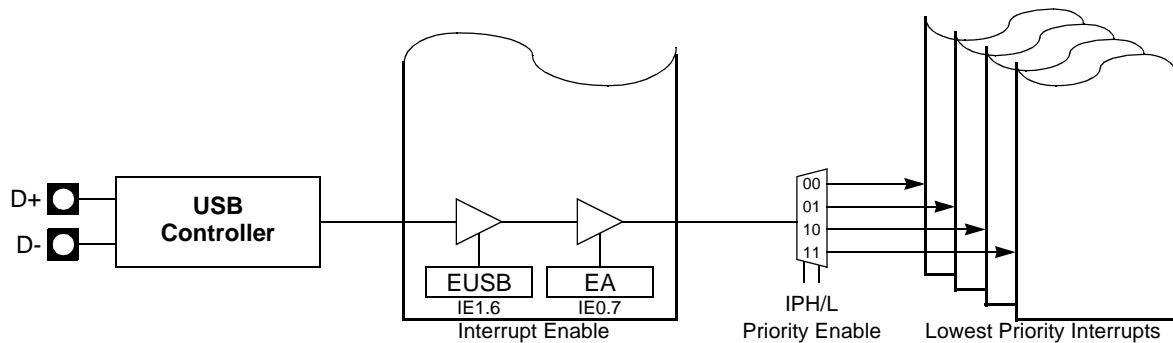 D+
D-
USB
Controller
EUSB
IE1.6
EA
IE0.7
Interrupt Enable
00
01
10
11
IPH/L
Priority Enable
Lowest Priority Interrupts